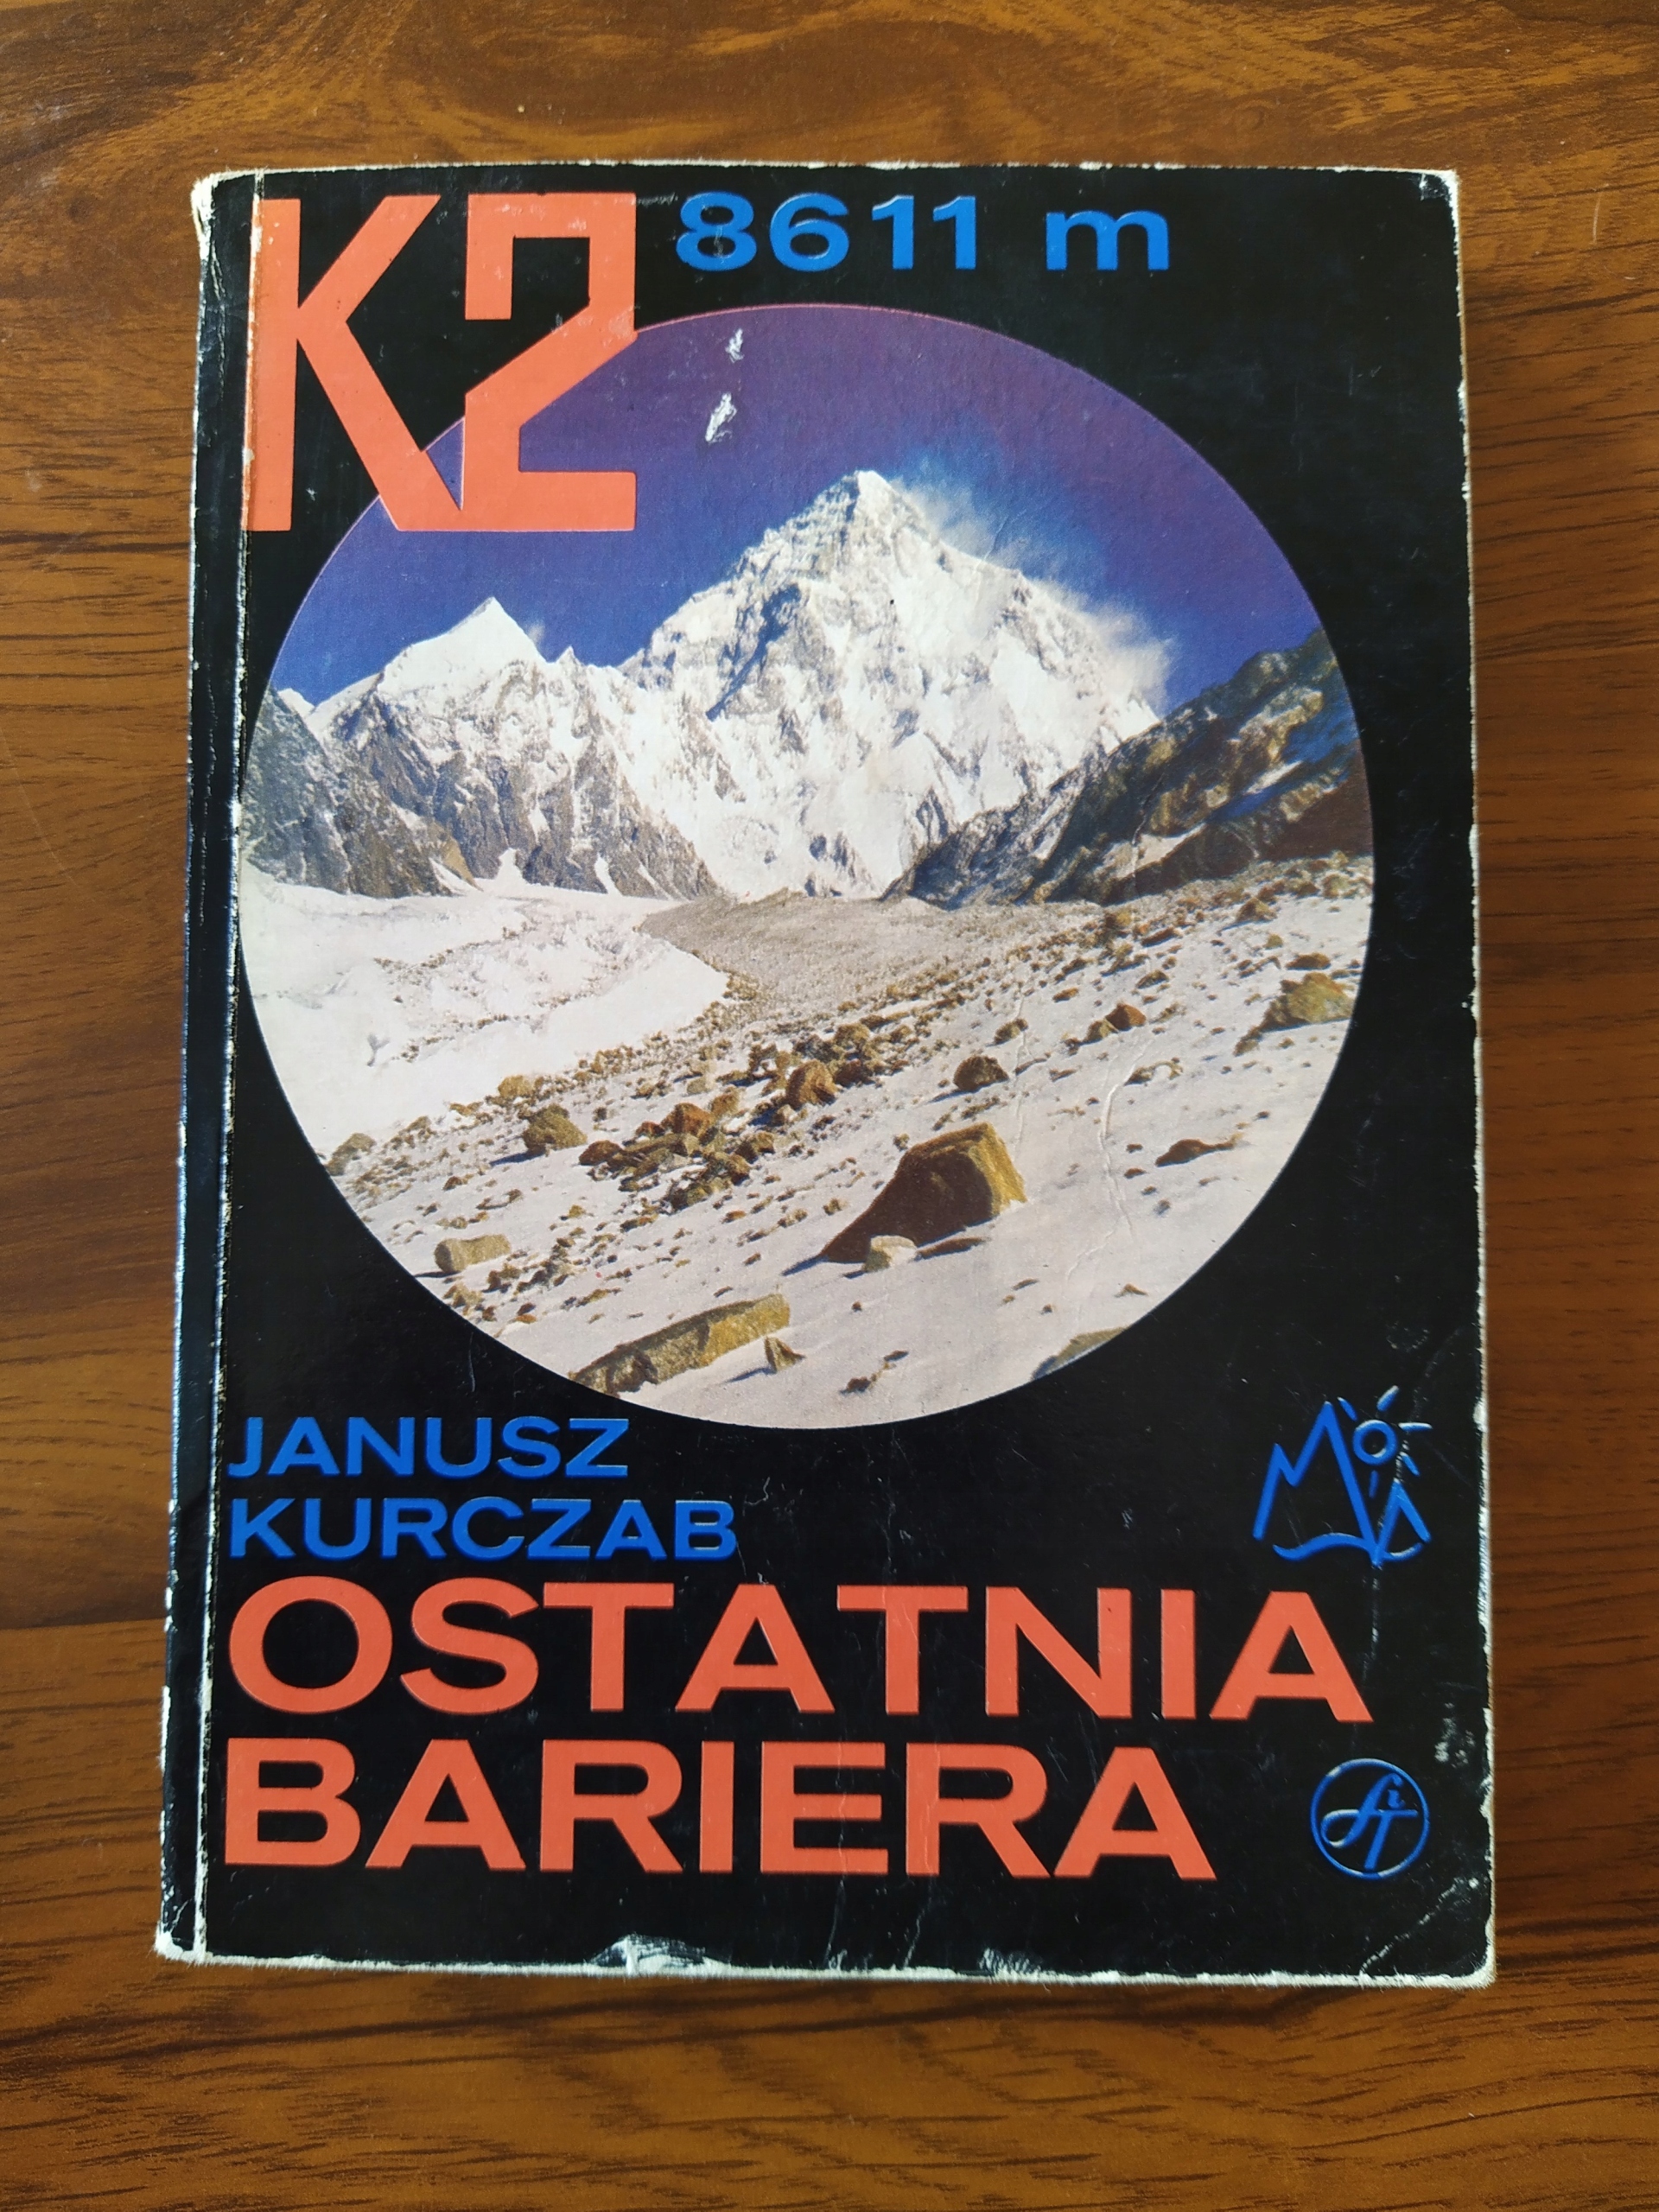 K2 8611 m
JANUSZ
KURCZAB
OSTATNIA
BARIERA